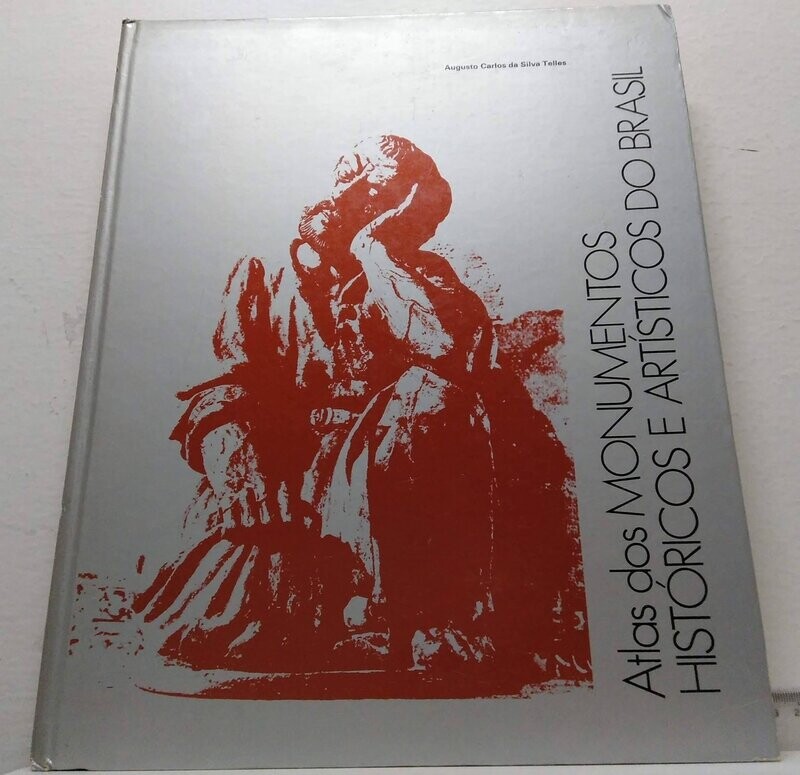 Augusto Carlos da Silva Telles
Atlas dos MONUMENTOS
HISTÓRICOS E ARTÍSTICOS DO BRASIL